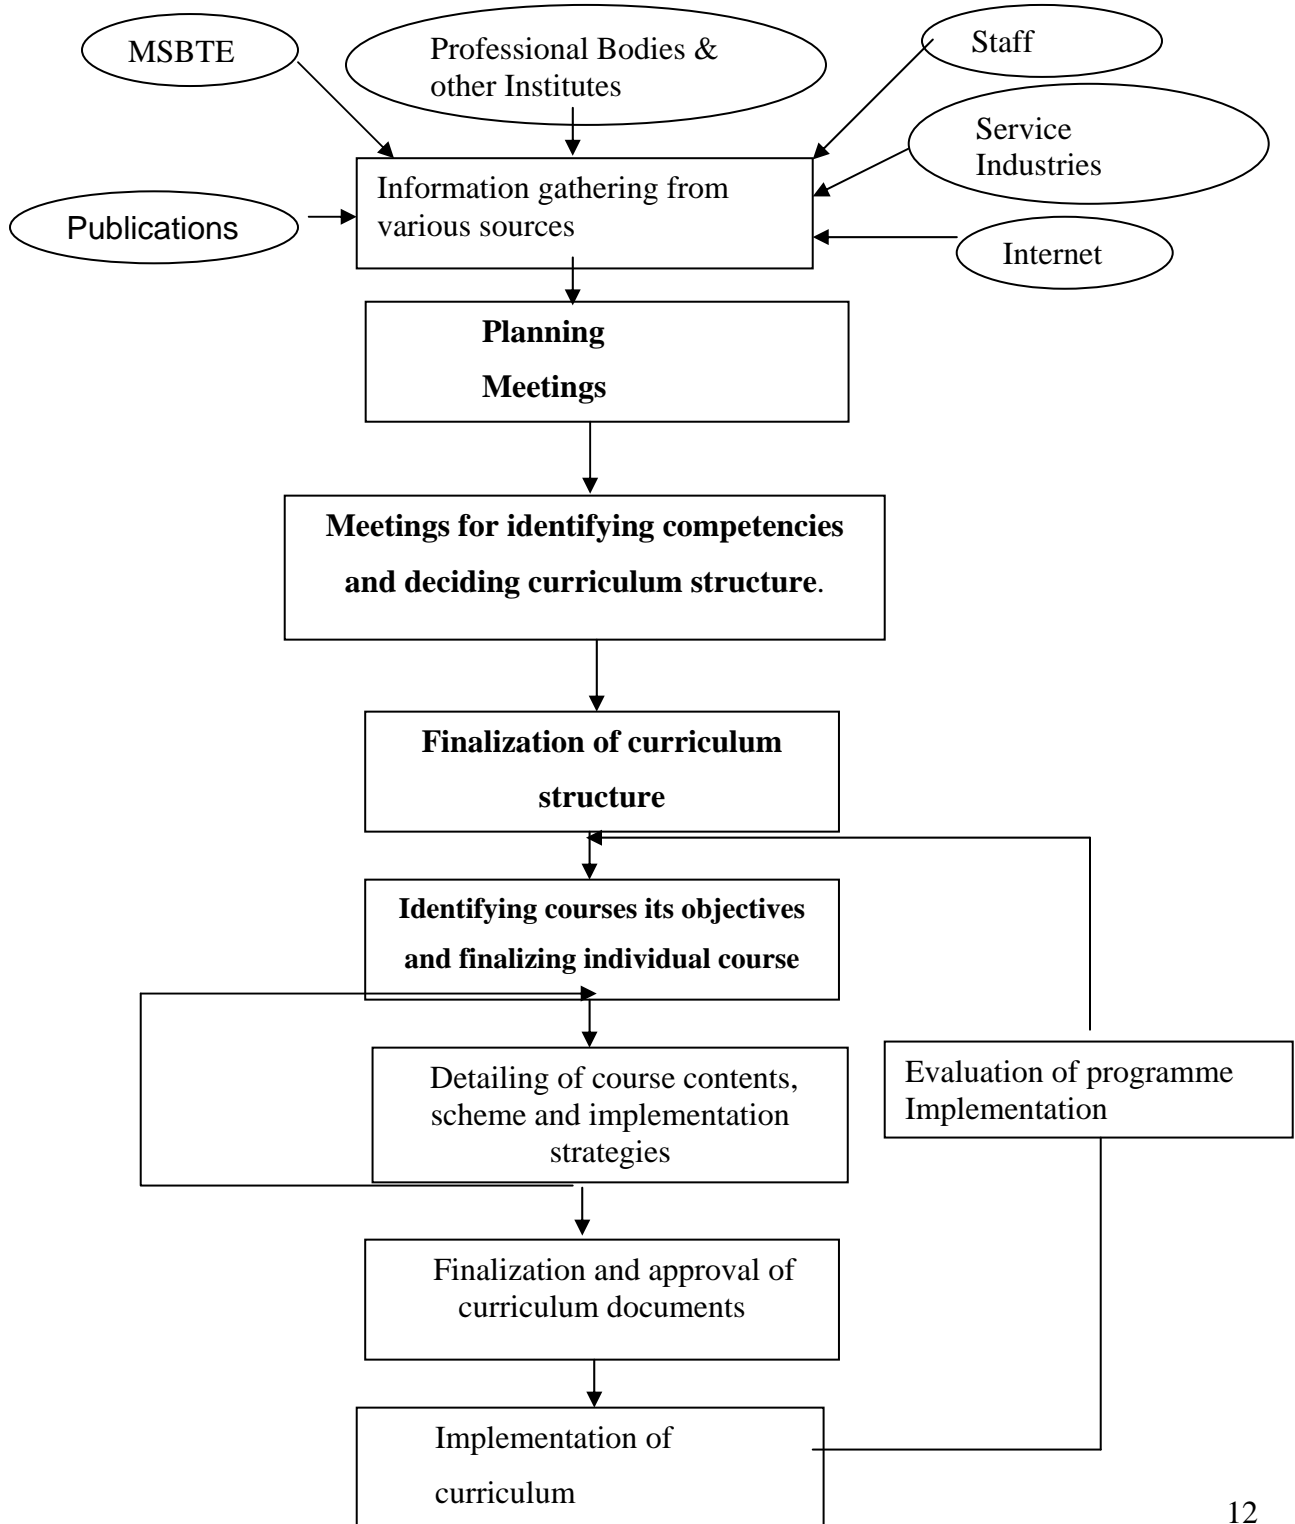 MSBTE
Professional Bodies &
other Institutes
Staff
Service
Industries
Information gathering from
various sources
Publications
Internet
Planning
Meetings
Meetings for identifying competencies
and deciding curriculum structure.
Finalization of curriculum
structure
Identifying courses its objectives
and finalizing individual course
Detailing of course contents,
scheme and implementation
strategies
Evaluation of programme
Implementation
Finalization and approval of
curriculum documents
Implementation of
curriculum
12